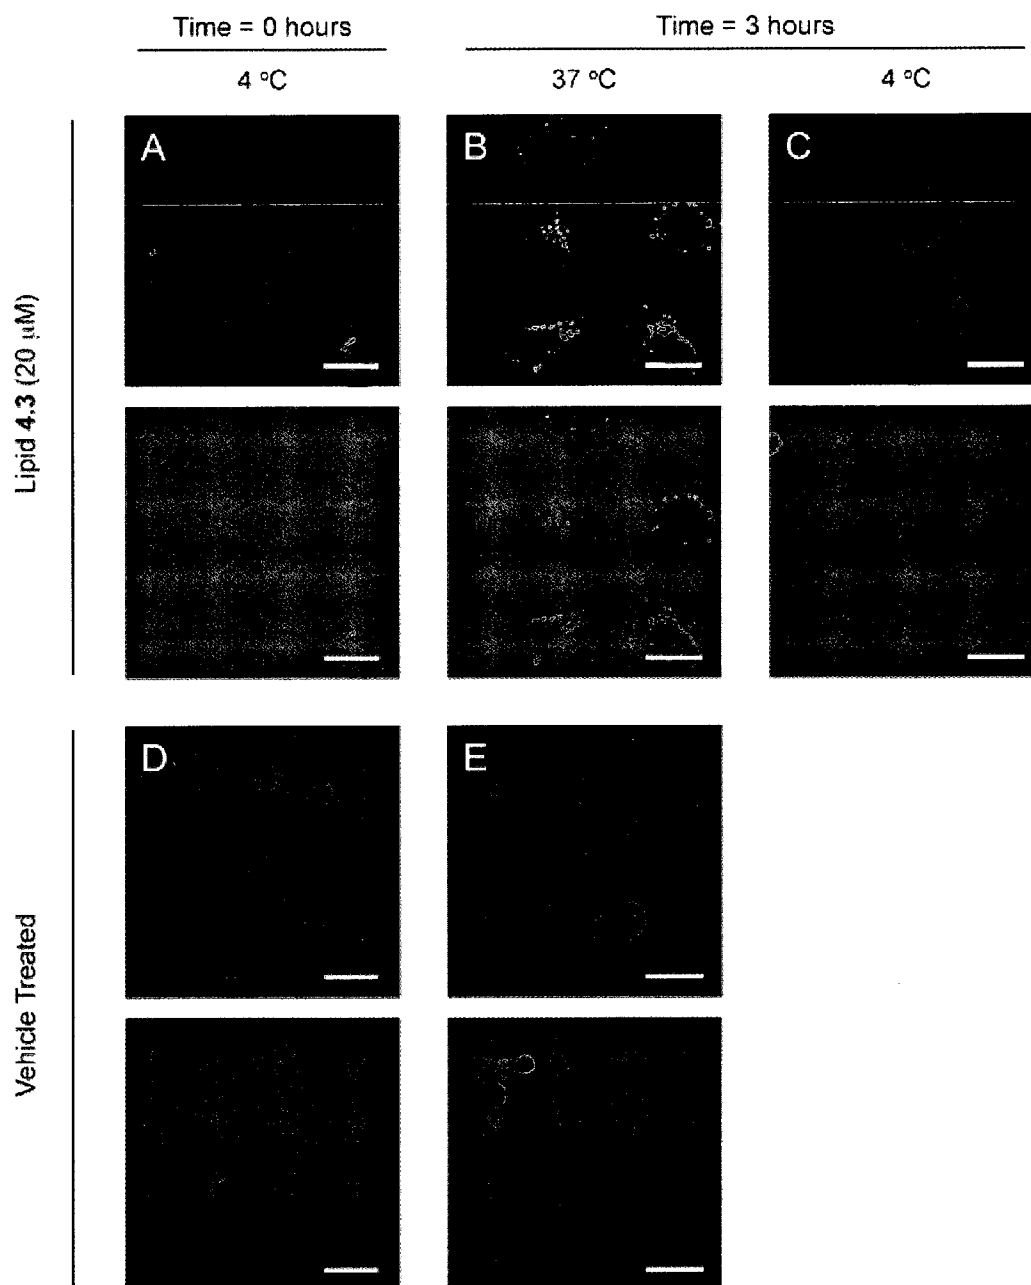 Time = 0 hours
Time = 3 hours
4 °C
37 °C
4 °C
Lipid 4.3 (20 µM)
A
B
C
Vehicle Treated
D
E